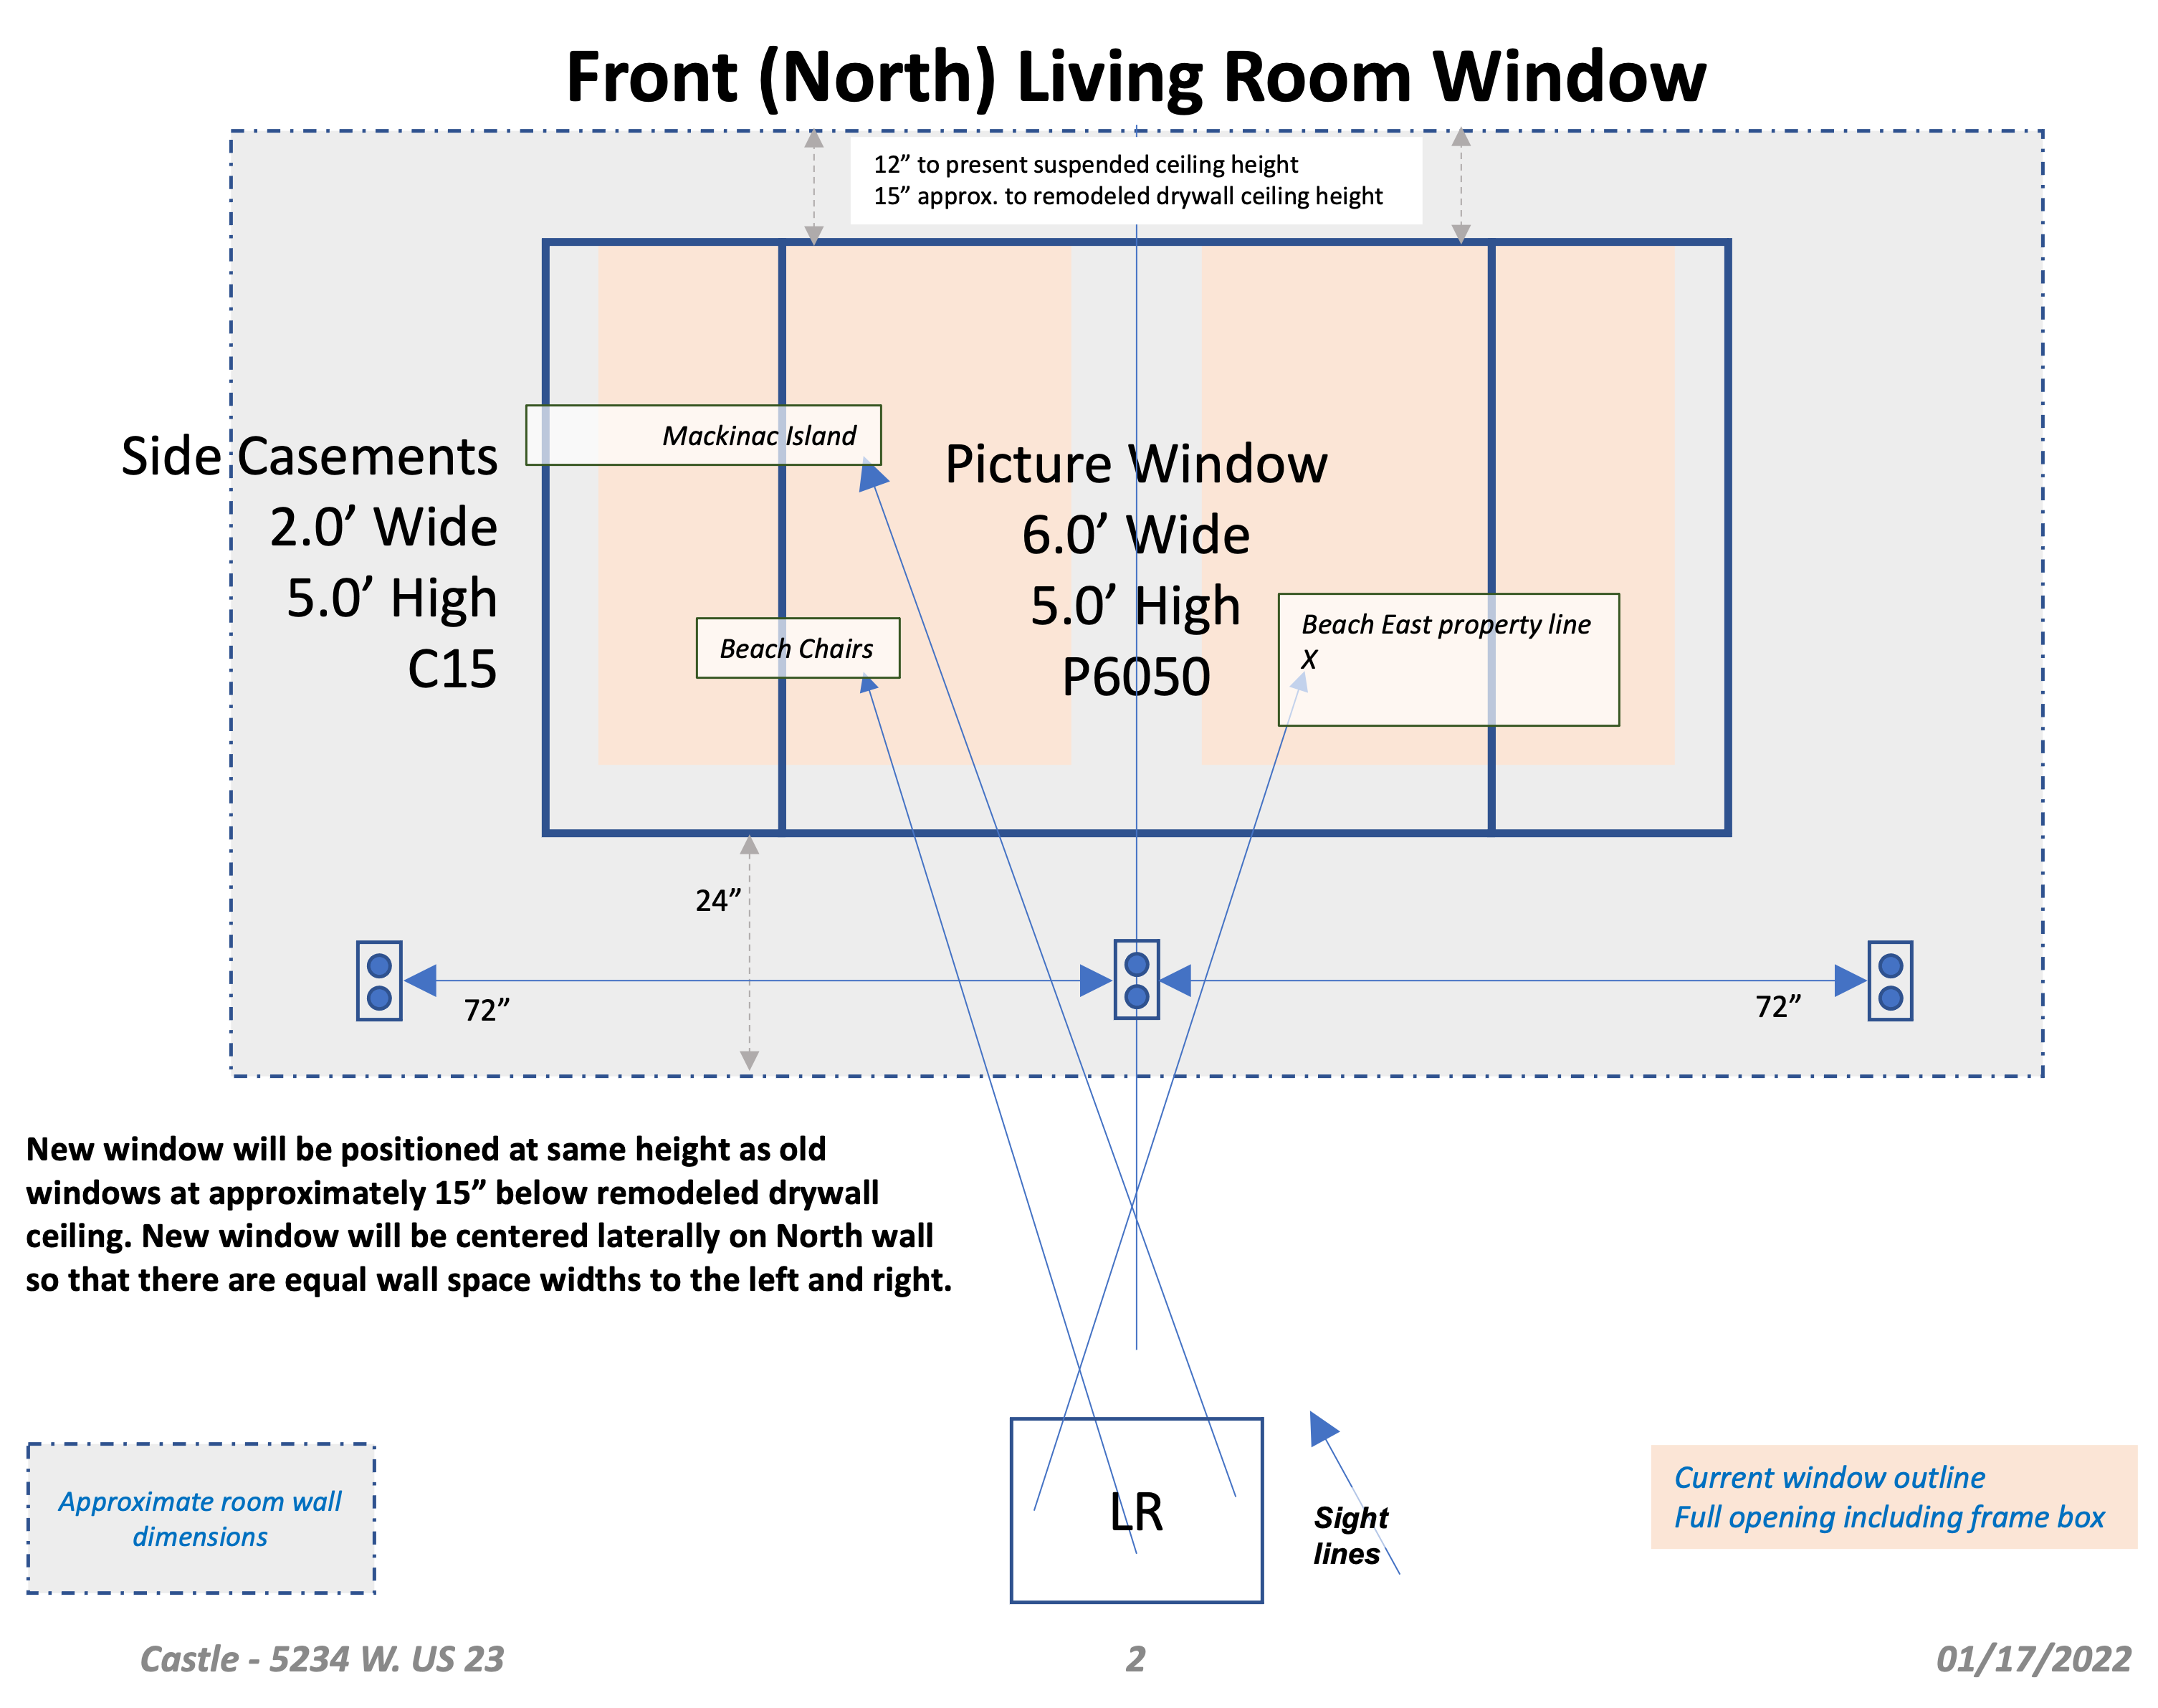 Front (North) Living Room Window
12” to present suspended ceiling height
15” approx. to remodeled drywall ceiling height
Mackinac Island
Side Casements
2.0’ Wide
5.0’ High
C15
Picture Window
6.0’ Wide
5.0’ High
P6050
Beach Chairs
Beach East property line
X
24”
72”
72”
New window will be positioned at same height as old
windows at approximately 15” below remodeled drywall
ceiling. New window will be centered laterally on North wall
so that there are equal wall space widths to the left and right.
Approximate room wall
dimensions
LR
Sight
lines
Current window outline
Full opening including frame box
Castle - 5234 W. US 23
2
01/17/2022